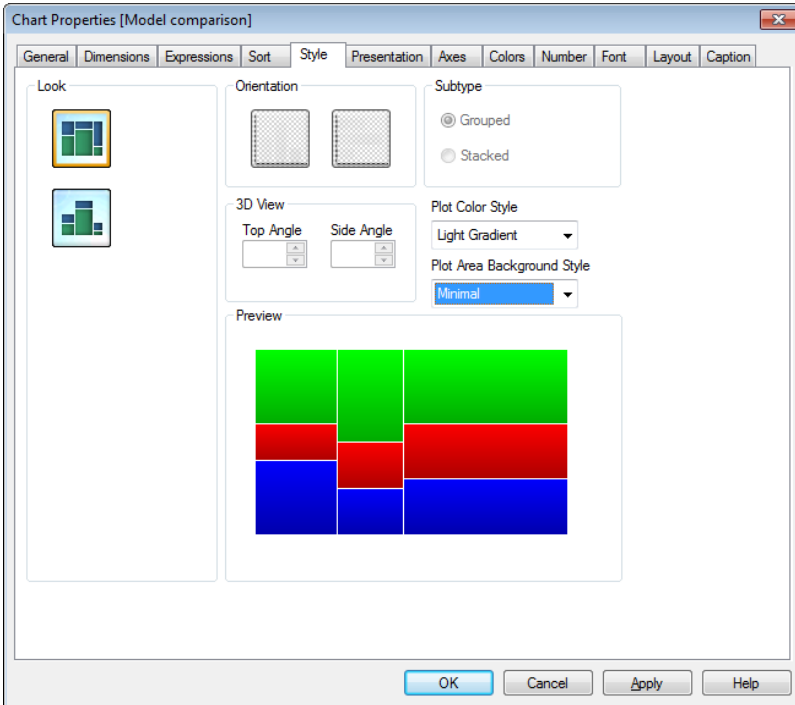 Chart Properties [Model comparison]
General Dimensions Expressions Sort Style Presentation Axes Colors Number Font Layout Caption
Look
Orientation
Subtype
Grouped
Stacked
3D View
Top Angle Side Angle
Plot Color Style
Light Gradient
Plot Area Background Style
Minimal
Preview
OK Cancel Apply Help